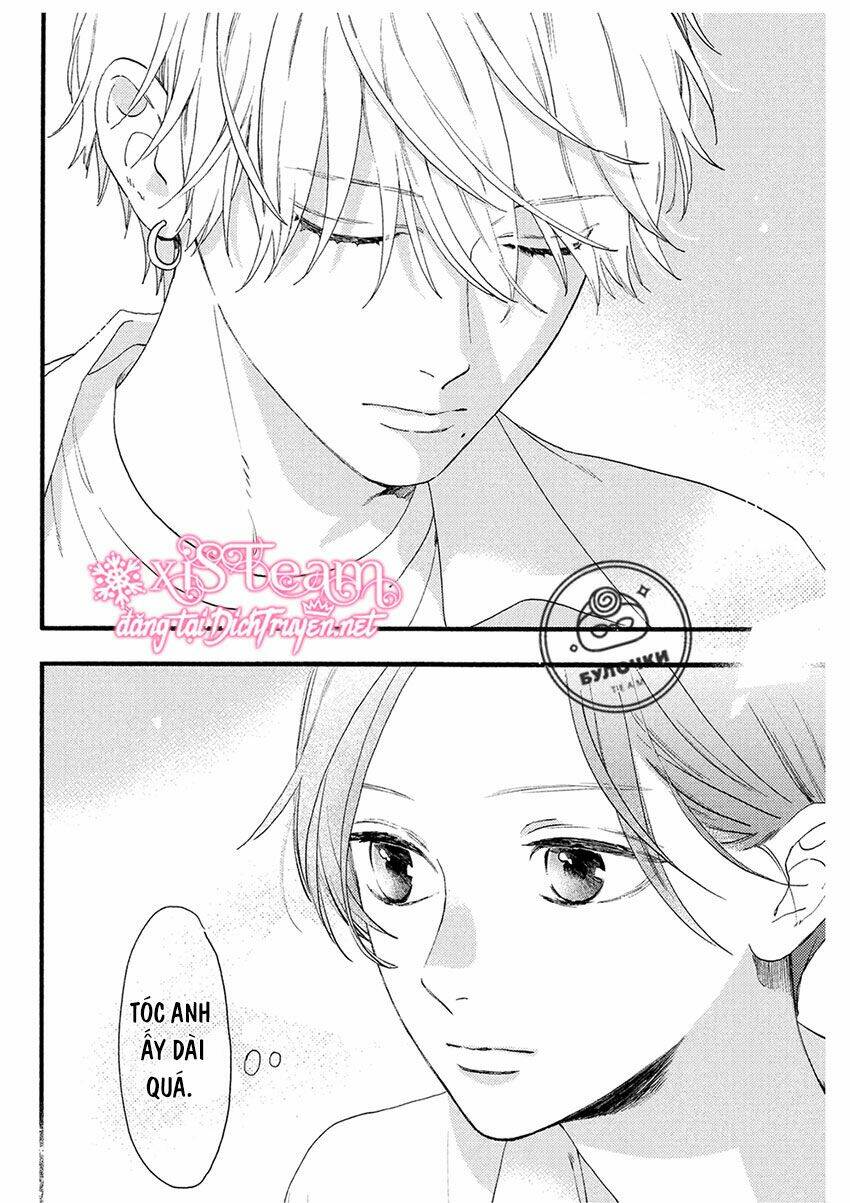 xiSTeam
đăng tại DichTruyen.net
БУЛОЧКИ
TEAM
TÓC ANH
ẤY DÀI
QUÁ.